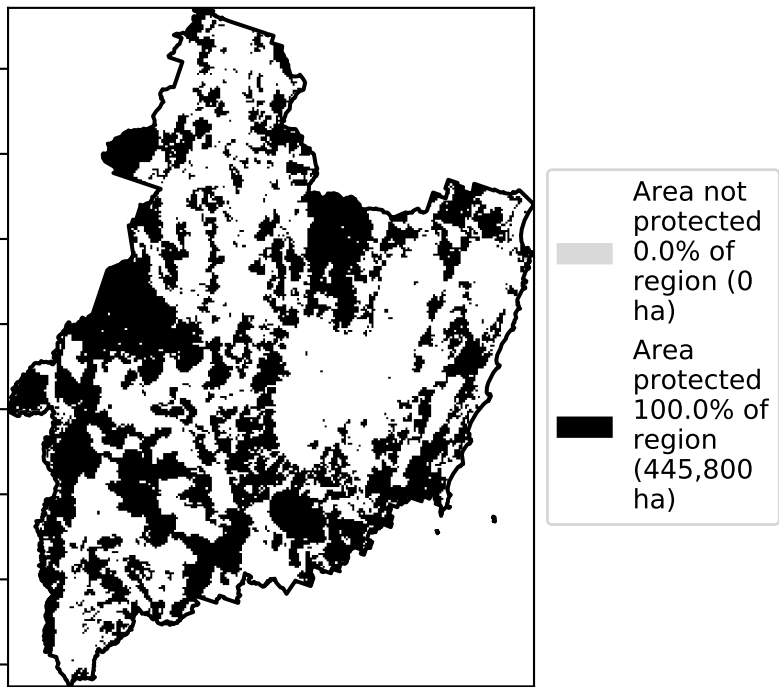 Area not
protected
0.0% of
region (0
ha)
Area
protected
100.0% of
region
(445,800
ha)